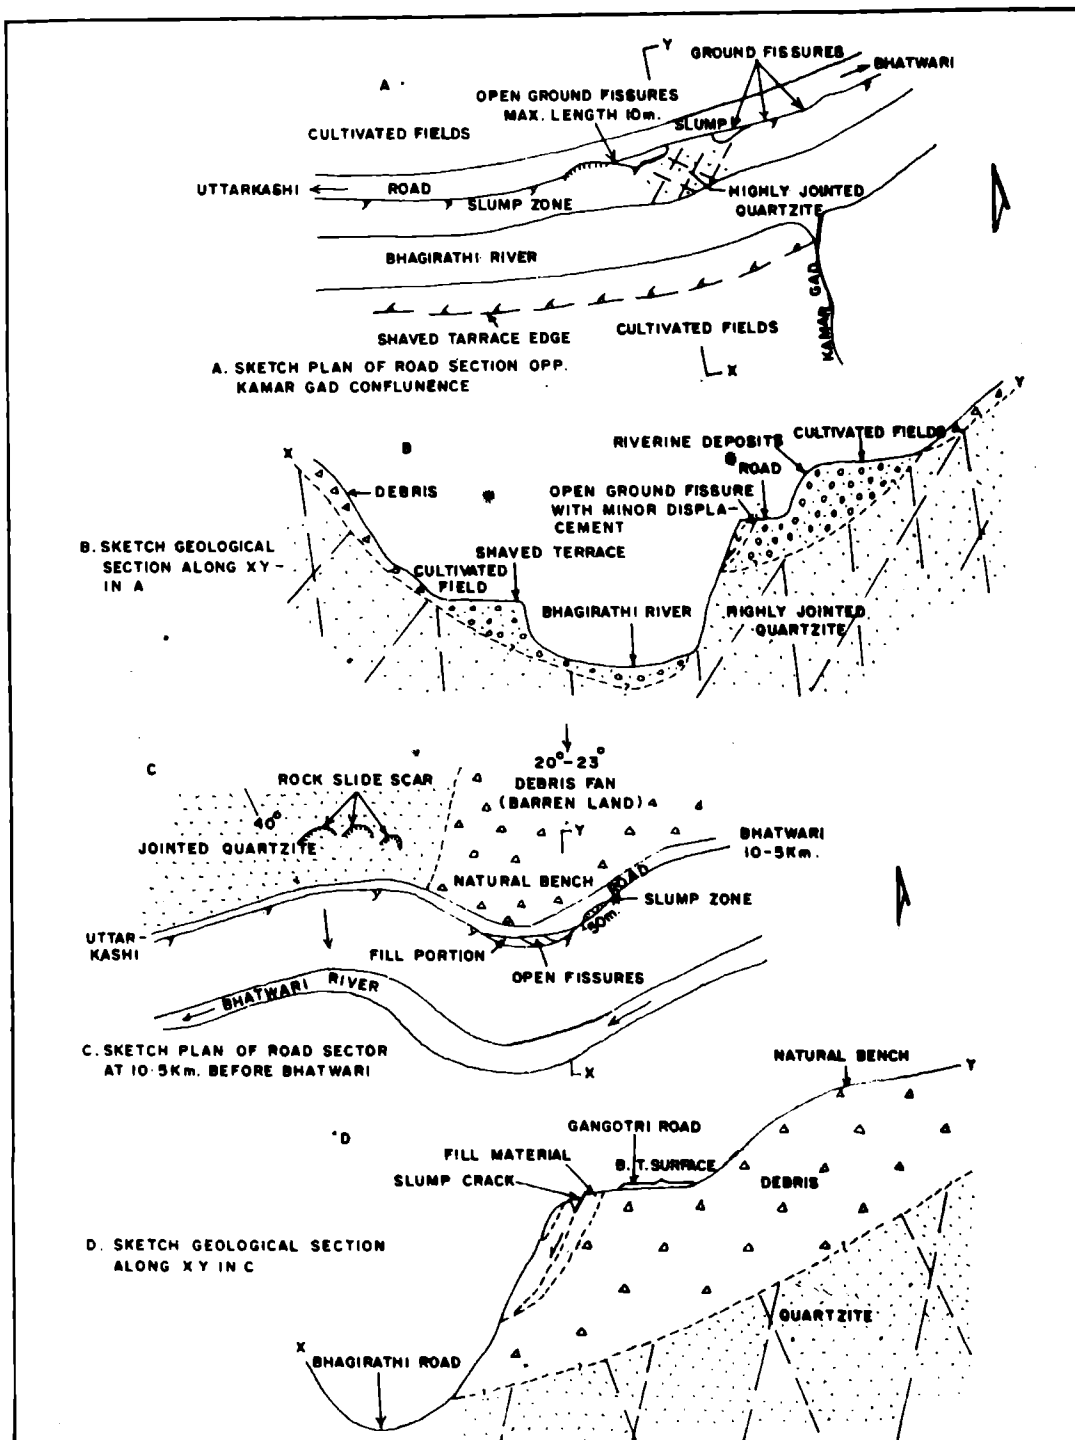 A
Y
GROUND FISSURES
BHATWARI
OPEN GROUND FISSURES
MAX. LENGTH 10m.
SLUMP
CULTIVATED FIELDS
UTTARKASHI
ROAD
SLUMP ZONE
HIGHLY JOINTED
QUARTZITE
BHAGIRATHI RIVER
KAMAR GAD
SHAVED TARRACE EDGE
CULTIVATED FIELDS
X
A. SKETCH PLAN OF ROAD SECTION OPP.
KAMAR GAD CONFLUNENCE
B
X
Y
RIVERINE DEPOSITS
CULTIVATED FIELDS
ROAD
DEBRIS
OPEN GROUND FISSURE
WITH MINOR DISPLA-
CEMENT
B. SKETCH GEOLOGICAL
SECTION ALONG XY-
IN A
SHAVED TERRACE
CULTIVATED
FIELD
BHAGIRATHI RIVER
HIGHLY JOINTED
QUARTZITE
C
ROCK SLIDE SCAR
20°-23°
DEBRIS FAN
(BARREN LAND)
40°
JOINTED QUARTZITE
Y
BHATWARI
10-5Km.
NATURAL BENCH
ROAD
SLUMP ZONE
50m.
UTTAR-
KASHI
FILL PORTION
OPEN FISSURES
BHATWARI RIVER
C. SKETCH PLAN OF ROAD SECTOR
AT 10·5Km. BEFORE BHATWARI
X
NATURAL BENCH
Y
D
GANGOTRI ROAD
FILL MATERIAL
B.T. SURFACE
SLUMP CRACK
DEBRIS
D. SKETCH GEOLOGICAL SECTION
ALONG XY IN C
QUARTZITE
X
BHAGIRATHI ROAD